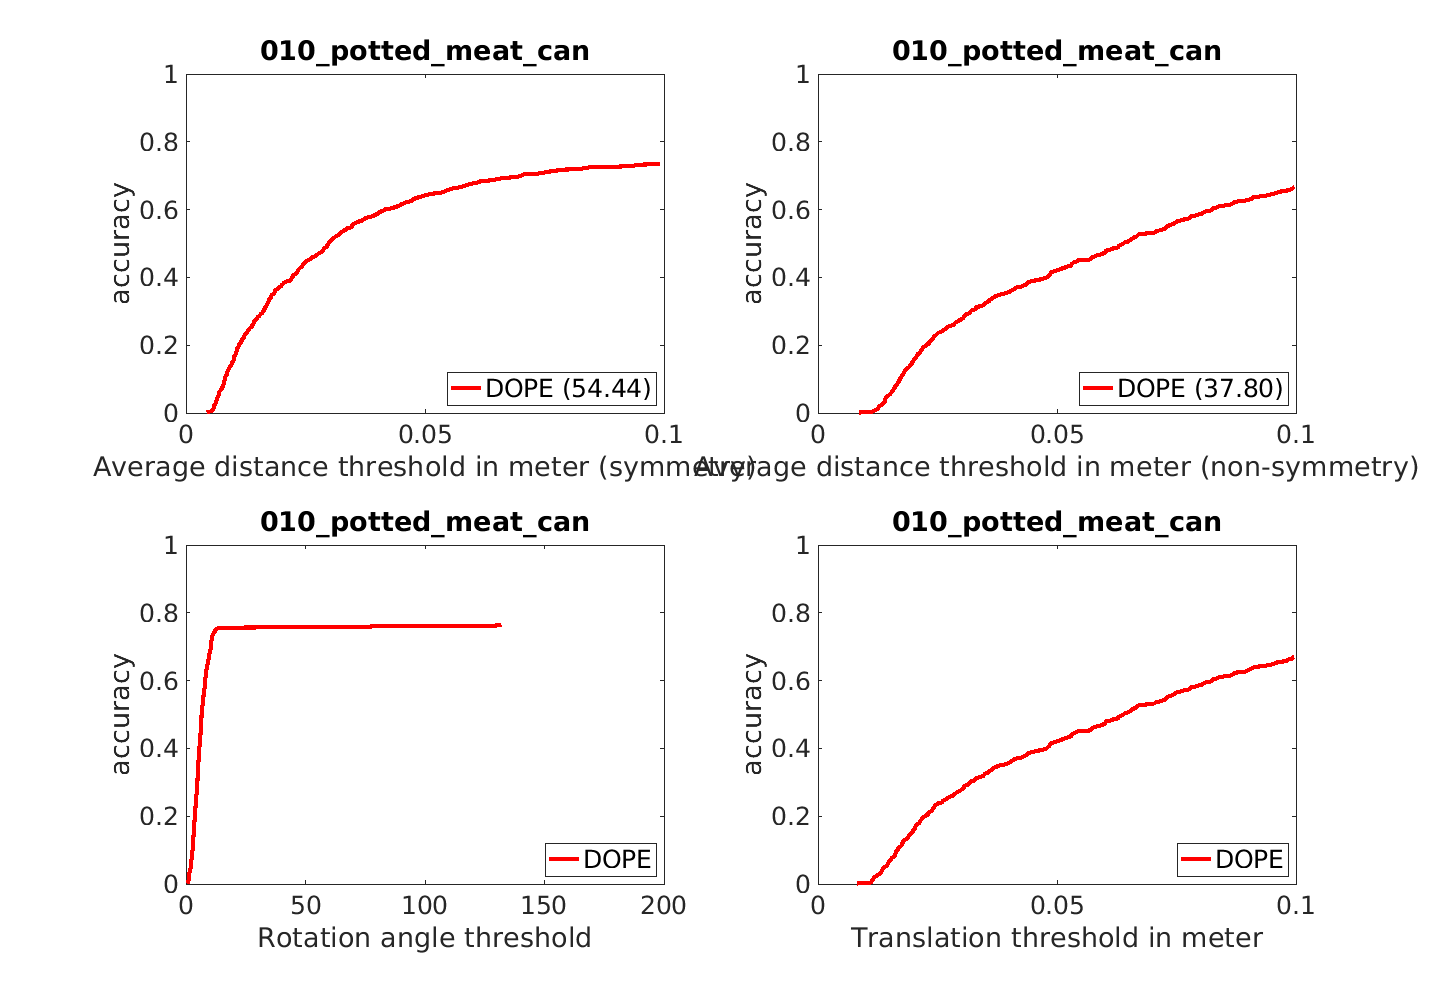 010_potted_meat_can
1
0.8
0.6
0.4
0.2
0
accuracy
DOPE (54.44)
0
0.05
0.1
Average distance threshold in meter (symmetry)
010_potted_meat_can
1
0.8
0.6
0.4
0.2
0
accuracy
DOPE (37.80)
0
0.05
0.1
Average distance threshold in meter (non-symmetry)
010_potted_meat_can
1
0.8
0.6
0.4
0.2
0
accuracy
DOPE
0
50
100
150
200
Rotation angle threshold
010_potted_meat_can
1
0.8
0.6
0.4
0.2
0
accuracy
DOPE
0
0.05
0.1
Translation threshold in meter